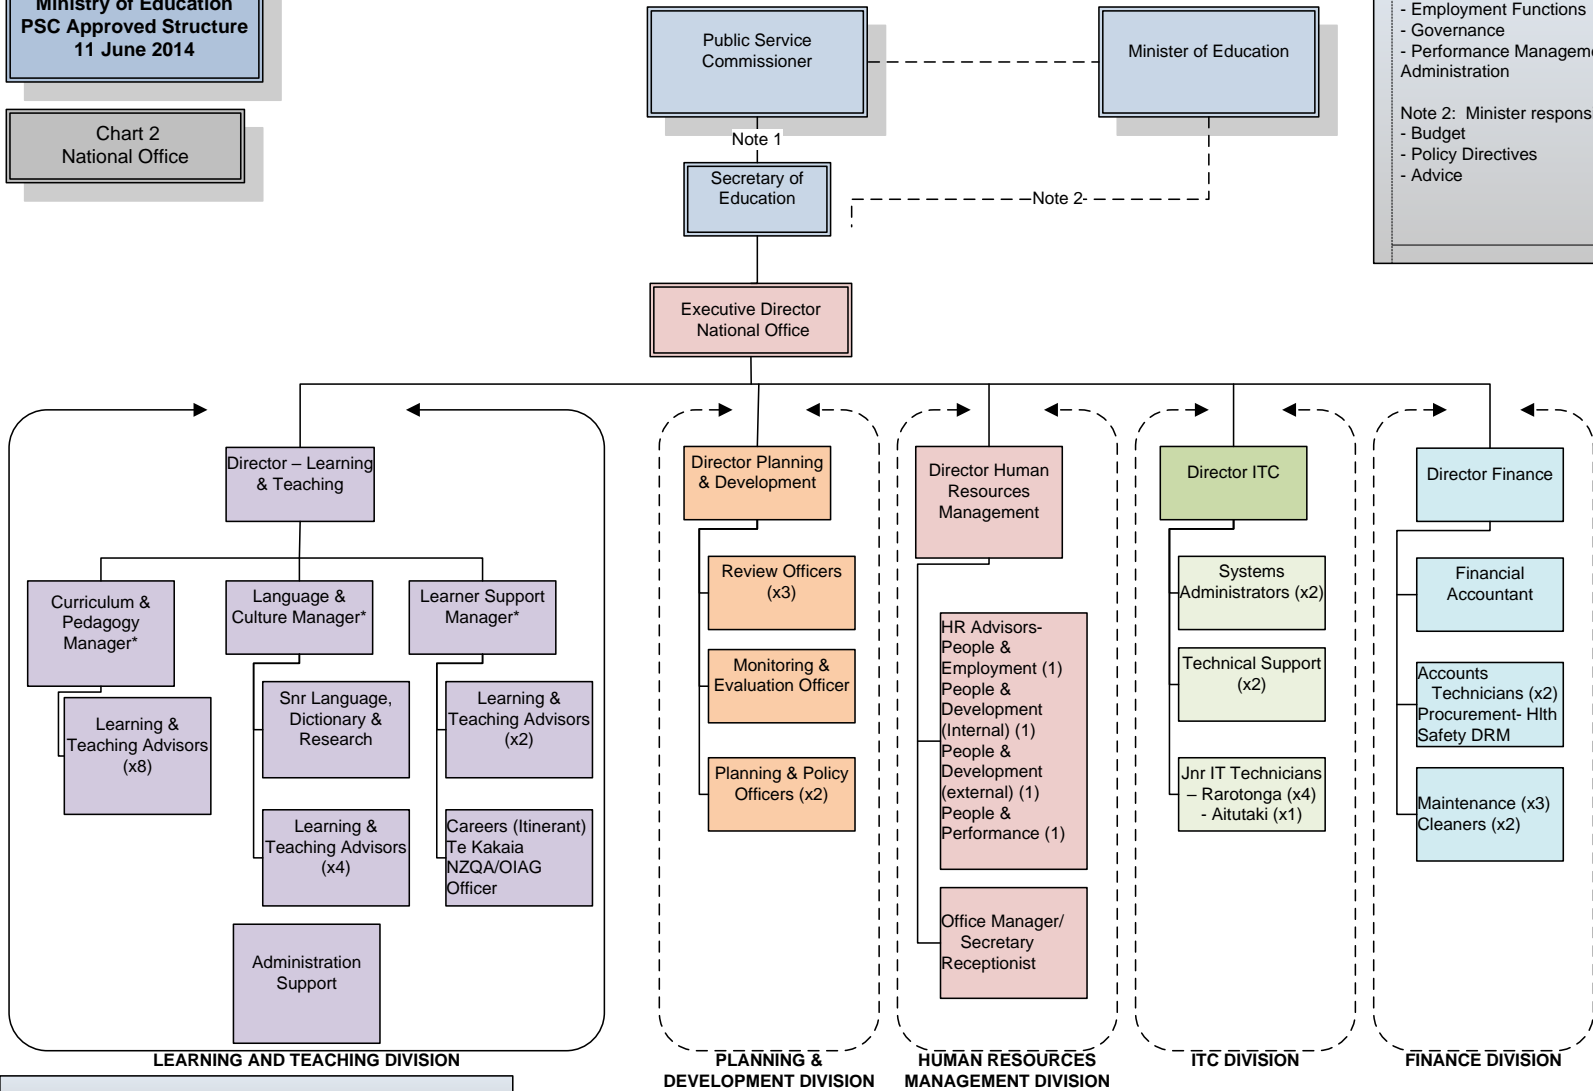 Ministry of Education
PSC Approved Structure
11 June 2014
Chart 2
National Office
Public Service
Commissioner
Minister of Education
- Employment Functions
- Governance
- Performance
Administration
Note 2: Minister
- Budget
- Policy Directives
- Advice
Note 1
Secretary of
Education
Note 2
Executive Director
National Office
Director – Learning
& Teaching
Curriculum &
Pedagogy
Manager*
Learning &
Teaching Advisors
(x8)
Language &
Culture Manager*
Snr Language,
Dictionary &
Research
Learning &
Teaching Advisors
(x4)
Learner Support
Manager*
Learning &
Teaching Advisors
(x2)
Careers (Itinerant)
Te Kakaia
NZQA/OIAG
Officer
Administration
Support
LEARNING AND TEACHING DIVISION
Director Planning
& Development
Review Officers
(x3)
Monitoring &
Evaluation Officer
Planning & Policy
Officers (x2)
PLANNING &
DEVELOPMENT DIVISION
Director Human
Resources
Management
HR Advisors-
People &
Employment (1)
People &
Development
(Internal) (1)
People &
Development
(external) (1)
People &
Performance (1)
Office Manager/
Secretary
Receptionist
HUMAN RESOURCES
MANAGEMENT DIVISION
Director ITC
Systems
Administrators (x2)
Technical Support
(x2)
Jnr IT Technicians
– Rarotonga (x4)
- Aitutaki (x1)
ITC DIVISION
Director Finance
Financial
Accountant
Accounts
Technicians (x2)
Procurement- Hlth
Safety DRM
Maintenance (x3)
Cleaners (x2)
FINANCE DIVISION